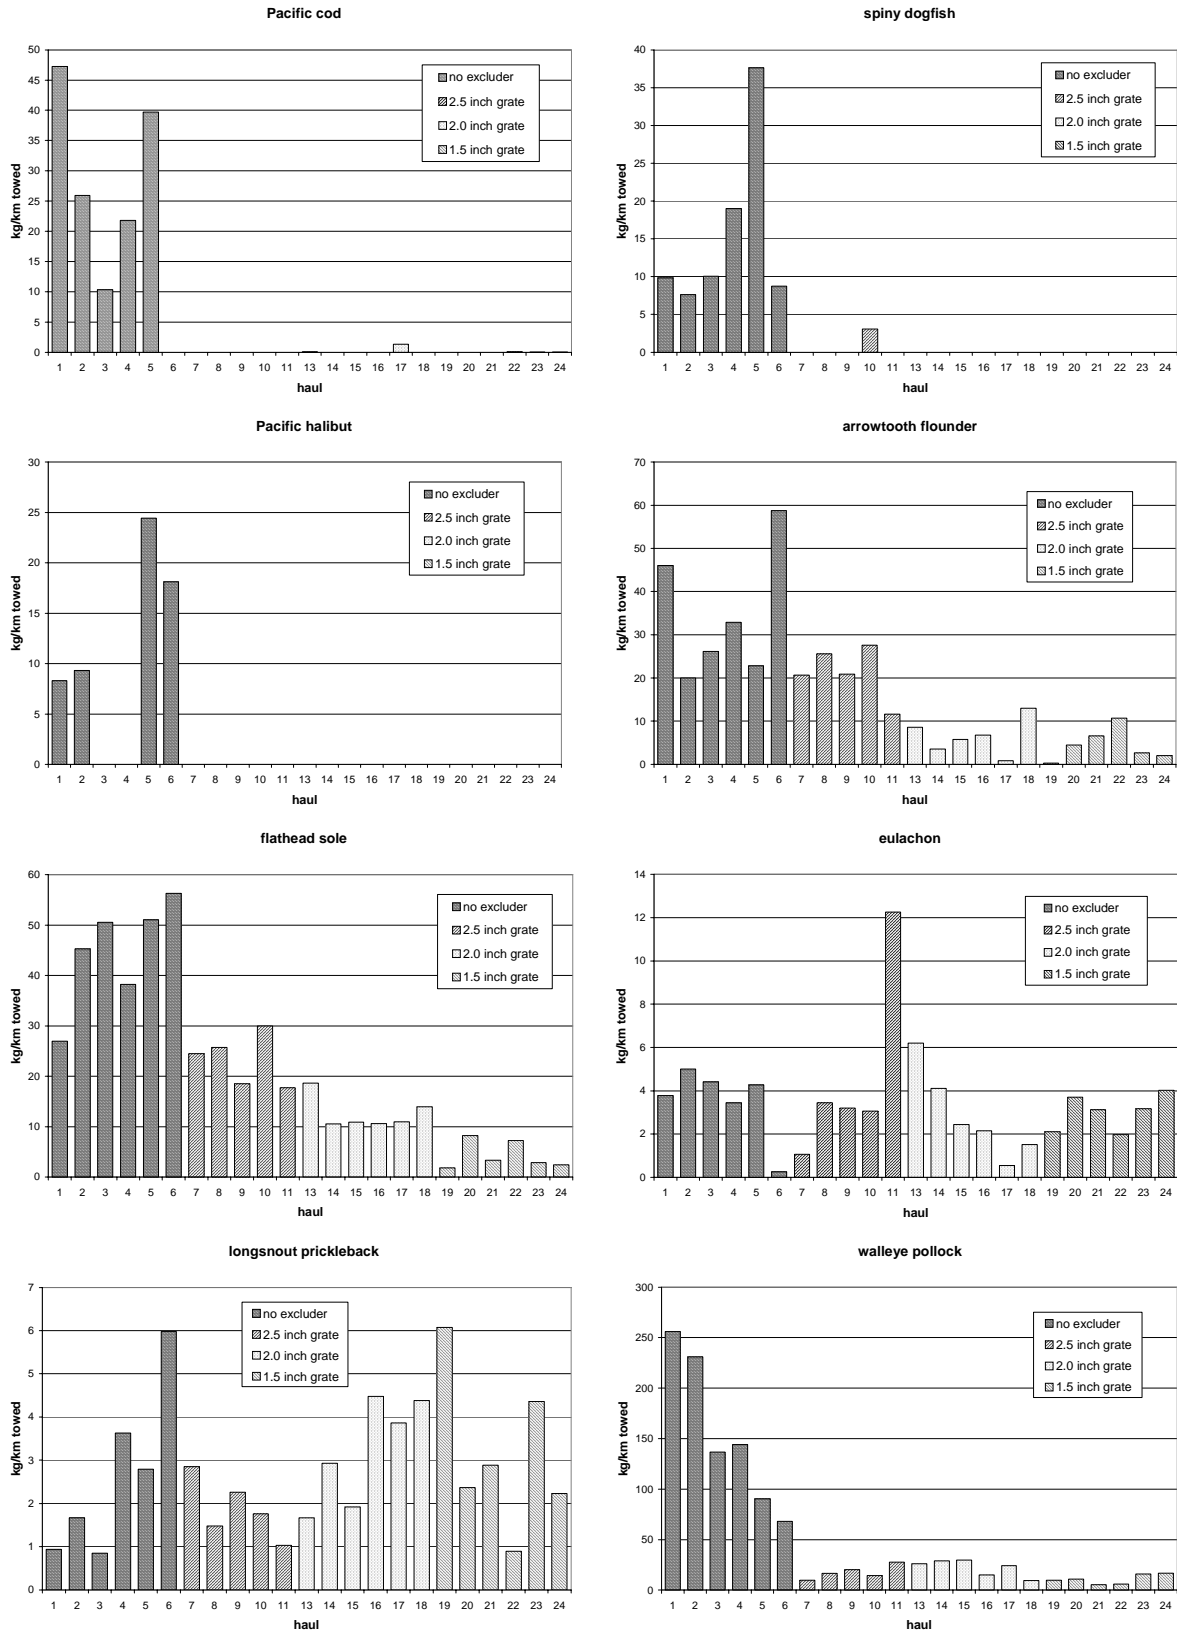 Pacific cod
50
45
40
35
30
25
20
15
10
5
0
kg/km towed
no excluder
2.5 inch grate
2.0 inch grate
1.5 inch grate
1 2 3 4 5 6 7 8 9 10 11 13 14 15 16 17 18 19 20 21 22 23 24
haul
spiny dogfish
40
35
30
25
20
15
10
5
0
kg/km towed
no excluder
2.5 inch grate
2.0 inch grate
1.5 inch grate
1 2 3 4 5 6 7 8 9 10 11 13 14 15 16 17 18 19 20 21 22 23 24
haul
Pacific halibut
30
25
20
15
10
5
0
kg/km towed
no excluder
2.5 inch grate
2.0 inch grate
1.5 inch grate
1 2 3 4 5 6 7 8 9 10 11 13 14 15 16 17 18 19 20 21 22 23 24
haul
arrowtooth flounder
70
60
50
40
30
20
10
0
kg/km towed
no excluder
2.5 inch grate
2.0 inch grate
1.5 inch grate
1 2 3 4 5 6 7 8 9 10 11 13 14 15 16 17 18 19 20 21 22 23 24
haul
flathead sole
60
50
40
30
20
10
0
kg/km towed
no excluder
2.5 inch grate
2.0 inch grate
1.5 inch grate
1 2 3 4 5 6 7 8 9 10 11 13 14 15 16 17 18 19 20 21 22 23 24
haul
eulachon
14
12
10
8
6
4
2
0
kg/km towed
no excluder
2.5 inch grate
2.0 inch grate
1.5 inch grate
1 2 3 4 5 6 7 8 9 10 11 13 14 15 16 17 18 19 20 21 22 23 24
haul
longsnout prickleback
7
6
5
4
3
2
1
0
kg/km towed
no excluder
2.5 inch grate
2.0 inch grate
1.5 inch grate
1 2 3 4 5 6 7 8 9 10 11 13 14 15 16 17 18 19 20 21 22 23 24
haul
walleye pollock
300
250
200
150
100
50
0
kg/km towed
no excluder
2.5 inch grate
2.0 inch grate
1.5 inch grate
1 2 3 4 5 6 7 8 9 10 11 13 14 15 16 17 18 19 20 21 22 23 24
haul